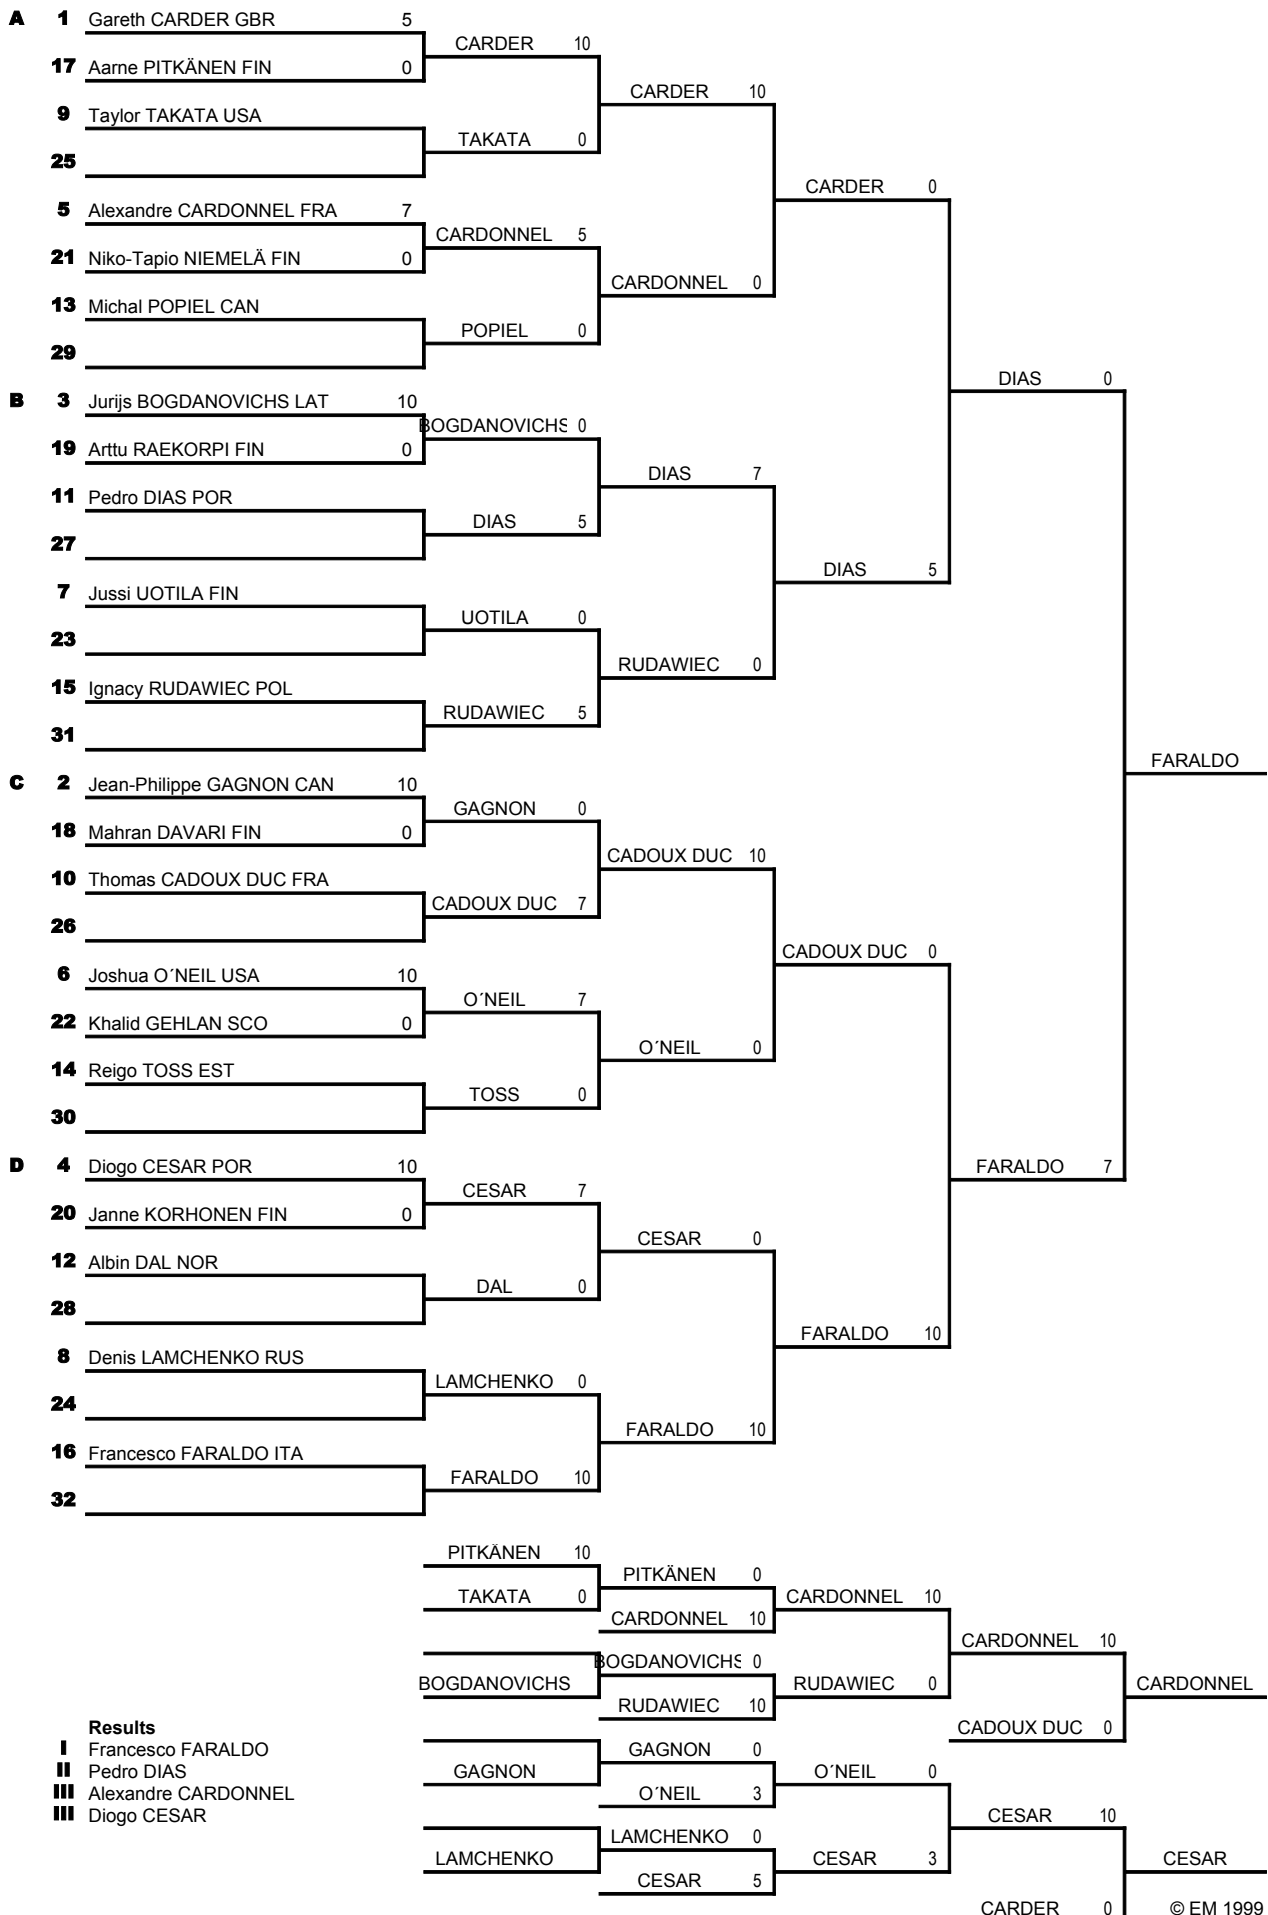 A 1 Gareth CARDER GBR 5
CARDER 10
17 Aarne PITKÄNEN FIN 0
CARDER 10
9 Taylor TAKATA USA
TAKATA 0
25
CARDER 0
5 Alexandre CARDONNEL FRA 7
CARDONNEL 5
21 Niko-Tapio NIEMELÄ FIN 0
CARDONNEL 0
13 Michal POPIEL CAN
POPIEL 0
29
DIAS 0
B 3 Jurijs BOGDANOVICHS LAT 10
BOGDANOVICHS 0
19 Arttu RAEKORPI FIN 0
DIAS 7
11 Pedro DIAS POR
DIAS 5
27
DIAS 5
7 Jussi UOTILA FIN
UOTILA 0
23
RUDAWIEC 0
15 Ignacy RUDAWIEC POL
RUDAWIEC 5
31
FARALDO
C 2 Jean-Philippe GAGNON CAN 10
GAGNON 0
18 Mahran DAVARI FIN 0
CADOUX DUC 10
10 Thomas CADOUX DUC FRA
CADOUX DUC 7
26
CADOUX DUC 0
6 Joshua O´NEIL USA 10
O´NEIL 7
22 Khalid GEHLAN SCO 0
O´NEIL 0
14 Reigo TOSS EST
TOSS 0
30
D 4 Diogo CESAR POR 10
FARALDO 7
CESAR 7
20 Janne KORHONEN FIN 0
CESAR 0
12 Albin DAL NOR
DAL 0
28
FARALDO 10
8 Denis LAMCHENKO RUS
LAMCHENKO 0
24
FARALDO 10
16 Francesco FARALDO ITA
FARALDO 10
32
PITKÄNEN 10
PITKÄNEN 0
TAKATA 0
CARDONNEL 10
CARDONNEL 10
CARDONNEL 10
BOGDANOVICHS 0
BOGDANOVICHS
RUDAWIEC 0
CARDONNEL
RUDAWIEC 10
CADOUX DUC 0
Results
I Francesco FARALDO
II Pedro DIAS
III Alexandre CARDONNEL
III Diogo CESAR
GAGNON 0
GAGNON
O´NEIL 0
O´NEIL 3
CESAR 10
LAMCHENKO 0
LAMCHENKO
CESAR 3
CESAR
CESAR 5
CARDER 0
© EM 1999